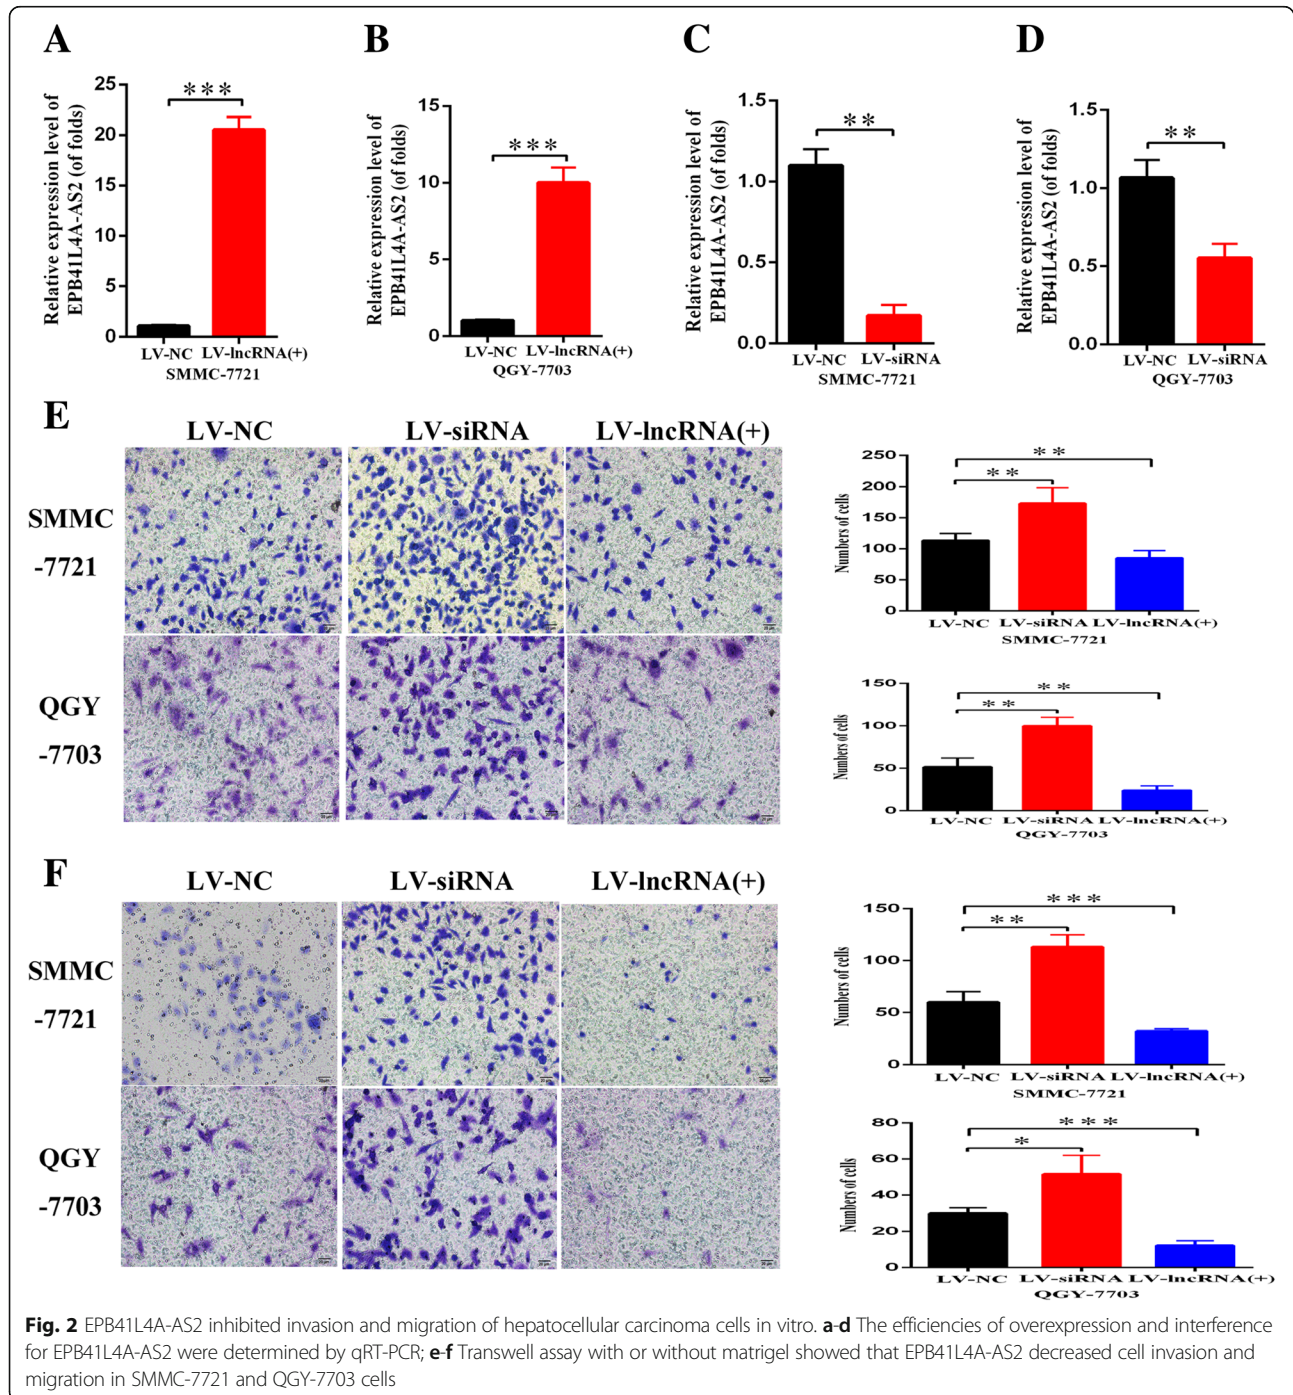 A
B
C
D
Relative expression level of
EPB41L4A-AS2 (of folds)
25
20
15
10
5
0
***
LV-NC LV-lncRNA(+)
SMMC-7721
Relative expression level of
EPB41L4A-AS2 (of folds)
15
10
5
0
***
LV-NC LV-lncRNA(+)
QGY-7703
Relative expression level of
EPB41L4A-AS2 (of folds)
1.5
1.0
0.5
0.0
**
LV-NC LV-siRNA
SMMC-7721
Relative expression level of
EPB41L4A-AS2 (of folds)
1.5
1.0
0.5
0.0
**
LV-NC LV-siRNA
QGY-7703
E
LV-NC LV-siRNA LV-lncRNA(+)
SMMC
-7721
QGY
-7703
Numbers of cells
250
200
150
100
50
0
**
**
LV-NC LV-siRNA LV-lncRNA(+)
SMMC-7721
Numbers of cells
150
100
50
0
**
**
LV-NC LV-siRNA LV-lncRNA(+)
QGY-7703
F
LV-NC LV-siRNA LV-lncRNA(+)
SMMC
-7721
QGY
-7703
Numbers of cells
150
100
50
0
***
**
LV-NC LV-siRNA LV-lncRNA(+)
SMMC-7721
Numbers of cells
80
60
40
20
0
***
*
LV-NC LV-siRNA LV-lncRNA(+)
QGY-7703
Fig. 2 EPB41L4A-AS2 inhibited invasion and migration of hepatocellular carcinoma cells in vitro. a-d The efficiencies of overexpression and interference
for EPB41L4A-AS2 were determined by qRT-PCR; e-f Transwell assay with or without matrigel showed that EPB41L4A-AS2 decreased cell invasion and
migration in SMMC-7721 and QGY-7703 cells